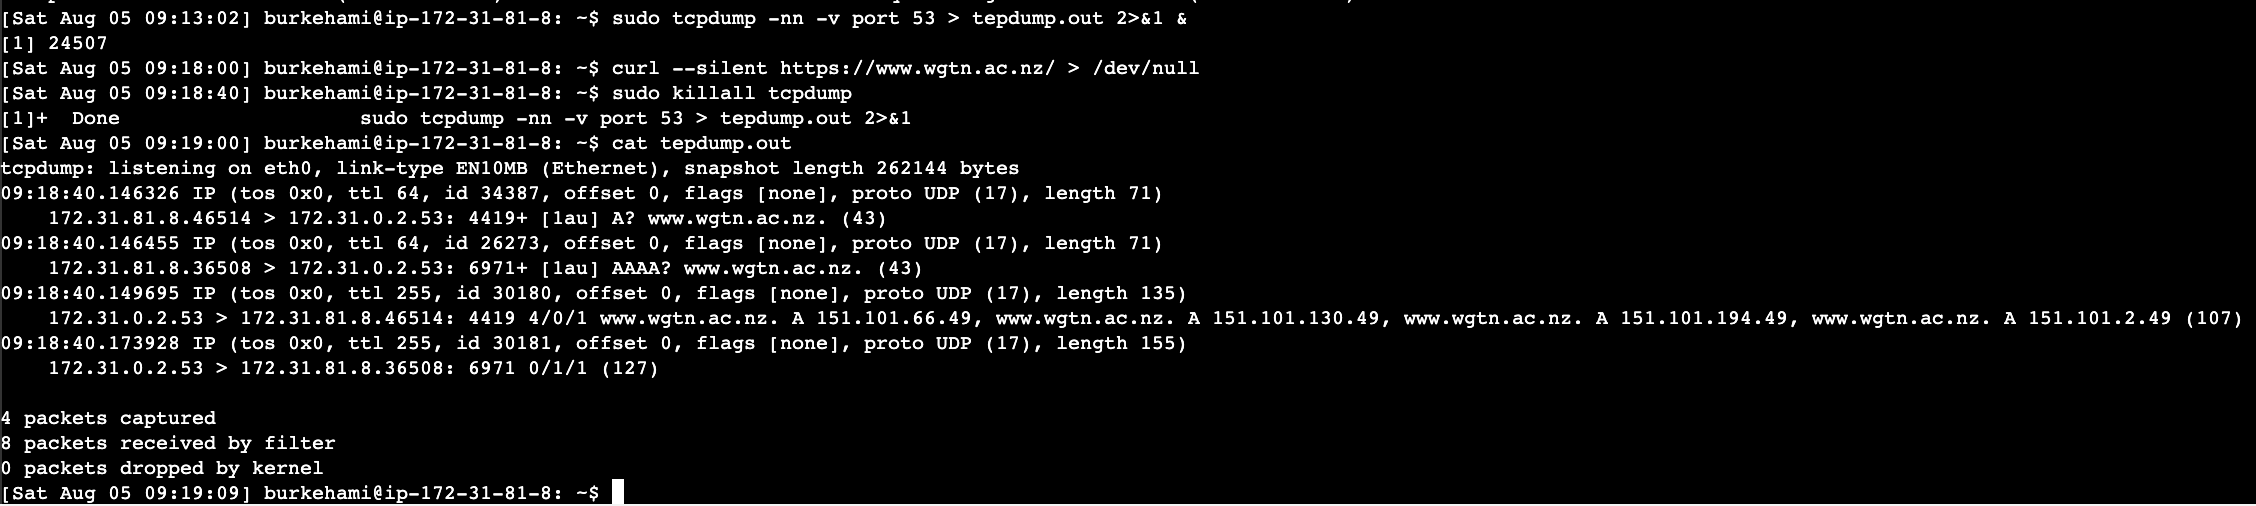 [Sat Aug 05 09:13:02] burkehami@ip-172-31-81-8: ~$ sudo tcpdump -nn -v port 53 > tepdump.out 2>&1 &
[1] 24507
[Sat Aug 05 09:18:00] burkehami@ip-172-31-81-8: ~$ curl --silent https://www.wgtn.ac.nz/ > /dev/null
[Sat Aug 05 09:18:40] burkehami@ip-172-31-81-8: ~$ sudo killall tcpdump
[1]+  Done                    sudo tcpdump -nn -v port 53 > tepdump.out 2>&1
[Sat Aug 05 09:19:00] burkehami@ip-172-31-81-8: ~$ cat tepdump.out
tcpdump: listening on eth0, link-type EN10MB (Ethernet), snapshot length 262144 bytes
09:18:40.146326 IP (tos 0x0, ttl 64, id 34387, offset 0, flags [none], proto UDP (17), length 71)
    172.31.81.8.46514 > 172.31.0.2.53: 4419+ [1au] A? www.wgtn.ac.nz. (43)
09:18:40.146455 IP (tos 0x0, ttl 64, id 26273, offset 0, flags [none], proto UDP (17), length 71)
    172.31.81.8.36508 > 172.31.0.2.53: 6971+ [1au] AAAA? www.wgtn.ac.nz. (43)
09:18:40.149695 IP (tos 0x0, ttl 255, id 30180, offset 0, flags [none], proto UDP (17), length 135)
    172.31.0.2.53 > 172.31.81.8.46514: 4419 4/0/1 www.wgtn.ac.nz. A 151.101.66.49, www.wgtn.ac.nz. A 151.101.130.49, www.wgtn.ac.nz. A 151.101.194.49, www.wgtn.ac.nz. A 151.101.2.49 (107)
09:18:40.173928 IP (tos 0x0, ttl 255, id 30181, offset 0, flags [none], proto UDP (17), length 155)
    172.31.0.2.53 > 172.31.81.8.36508: 6971 0/1/1 (127)

4 packets captured
8 packets received by filter
0 packets dropped by kernel
[Sat Aug 05 09:19:09] burkehami@ip-172-31-81-8: ~$